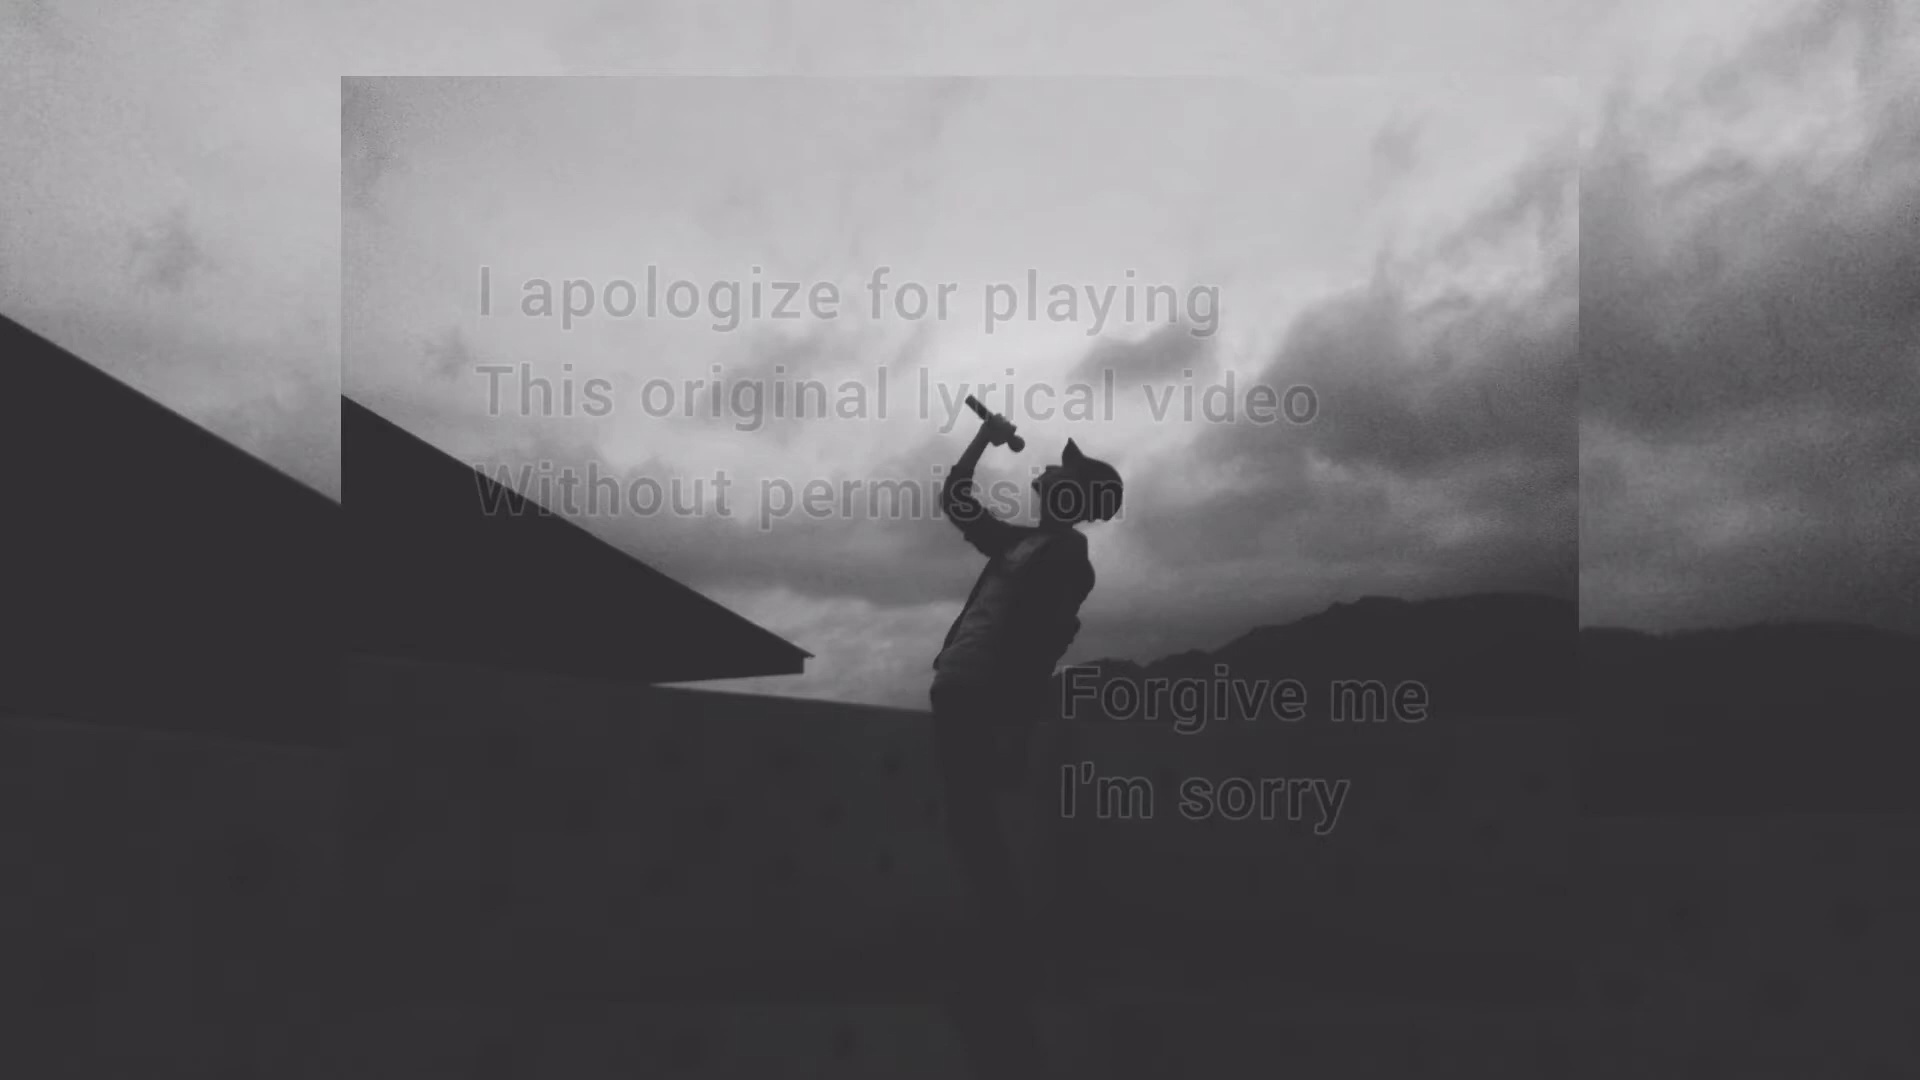 I apologize for playing
This original lyrical video
Without permission
Forgive me
I'm sorry